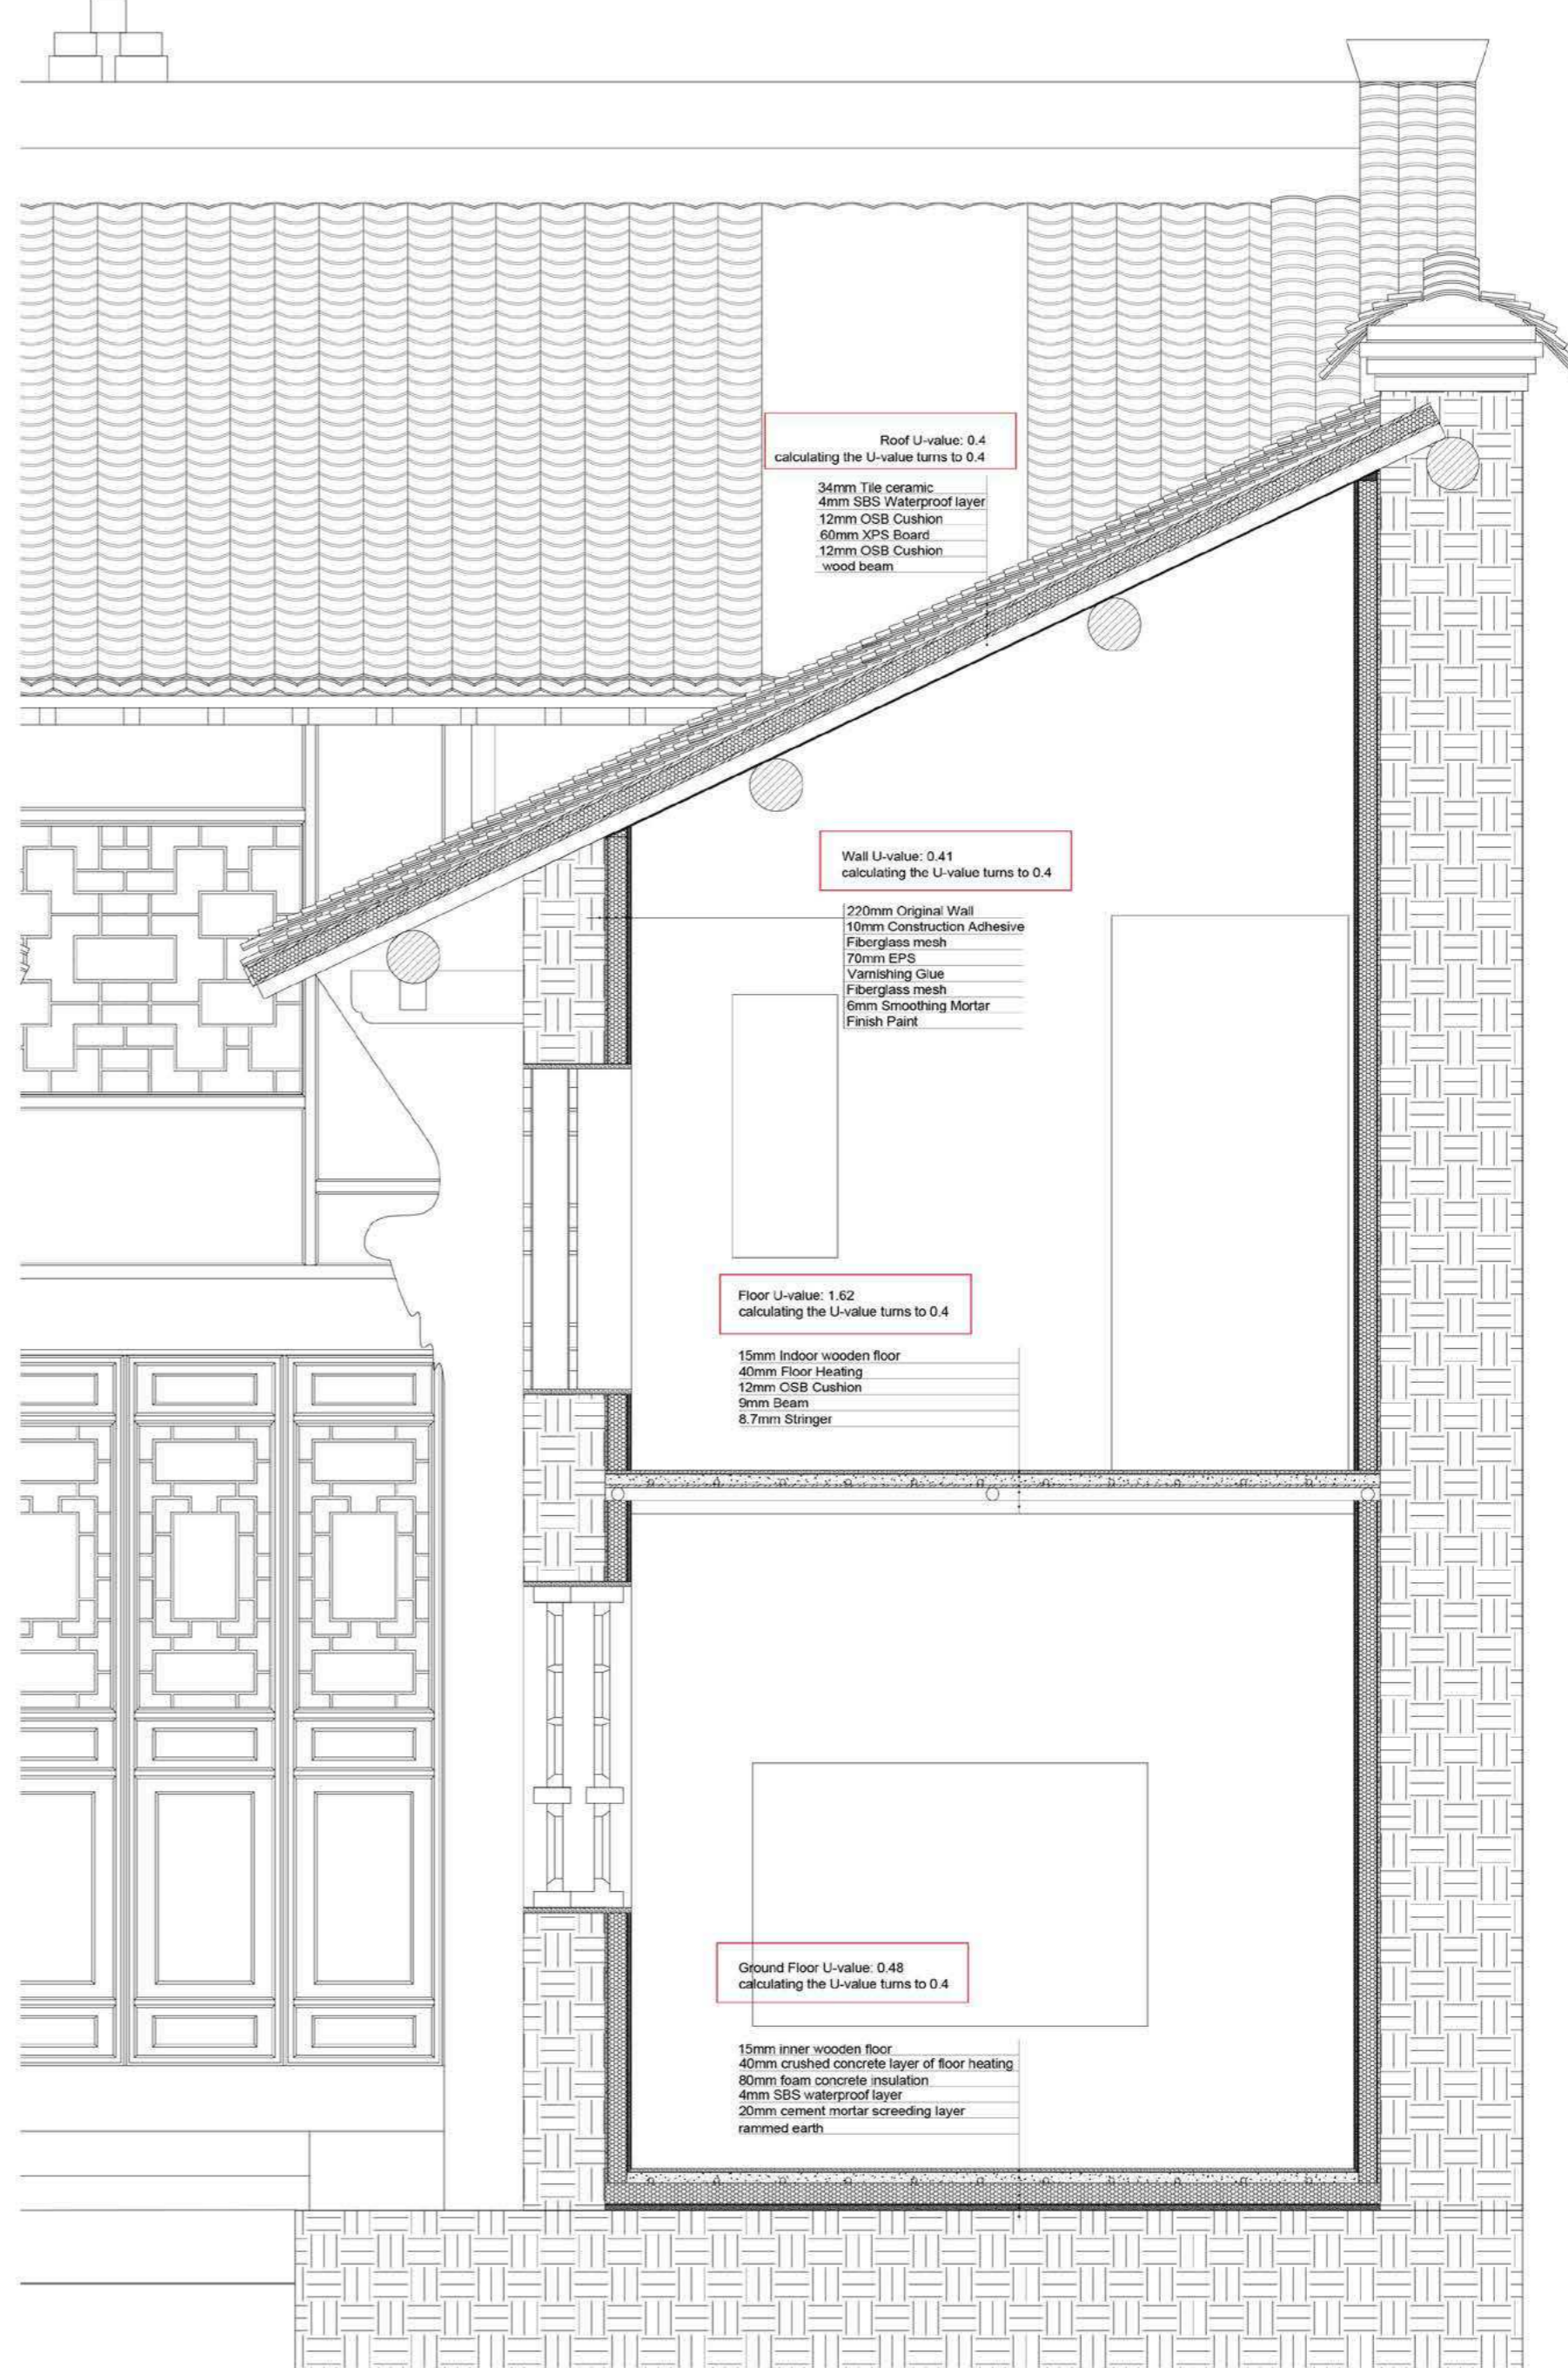 Roof U-value: 0.4
calculating the U-value turns to 0.4
34mm Tile ceramic
4mm SBS Waterproof layer
12mm OSB Cushion
60mm XPS Board
12mm OSB Cushion
wood beam
Wall U-value: 0.41
calculating the U-value turns to 0.4
220mm Original Wall
10mm Construction Adhesive
Fiberglass mesh
70mm EPS
Varnishing Glue
Fiberglass mesh
6mm Smoothing Mortar
Finish Paint
Floor U-value: 1.62
calculating the U-value turns to 0.4
15mm Indoor wooden floor
40mm Floor Heating
12mm OSB Cushion
9mm Beam
8.7mm Stringer
Ground Floor U-value: 0.48
calculating the U-value turns to 0.4
15mm inner wooden floor
40mm crushed concrete layer of floor heating
80mm foam concrete insulation
4mm SBS waterproof layer
20mm cement mortar screeding layer
rammed earth